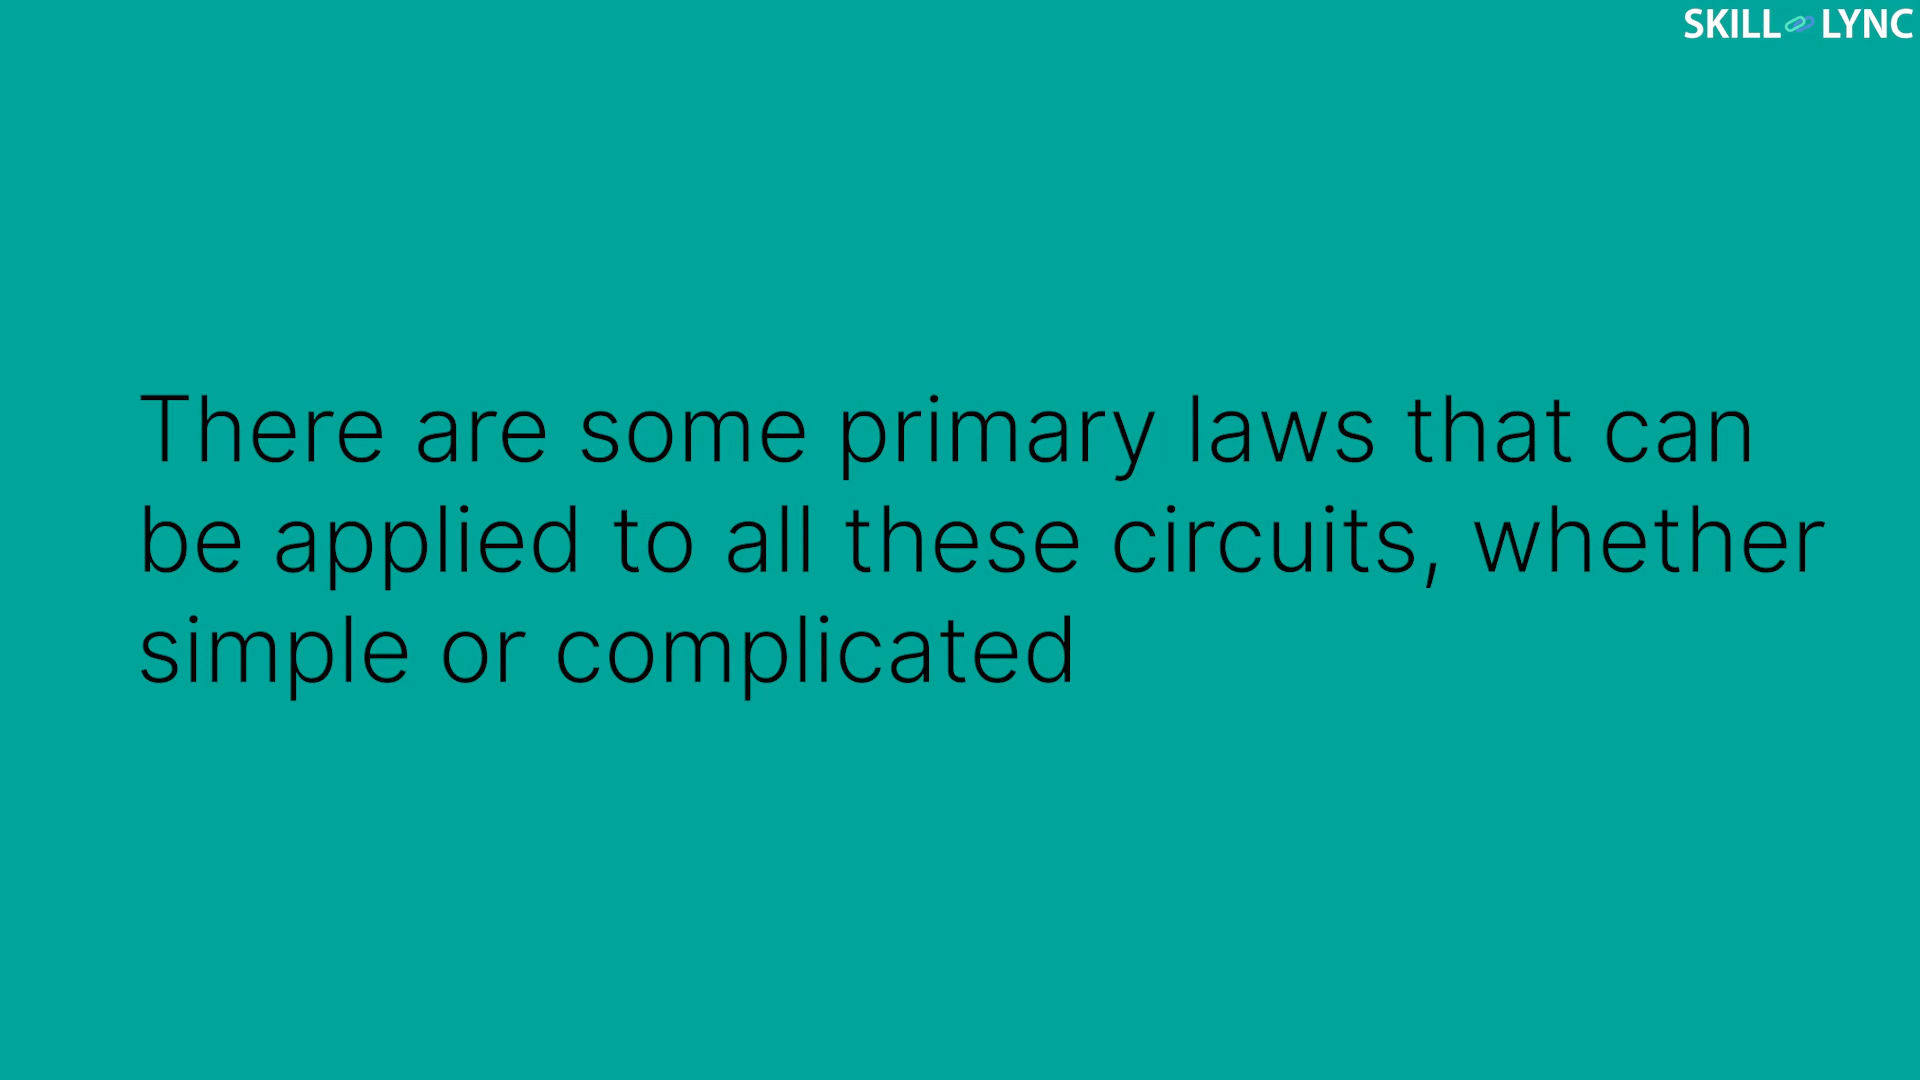 SKILL LYNC
There are some primary laws that can
be applied to all these circuits, whether
simple or complicated